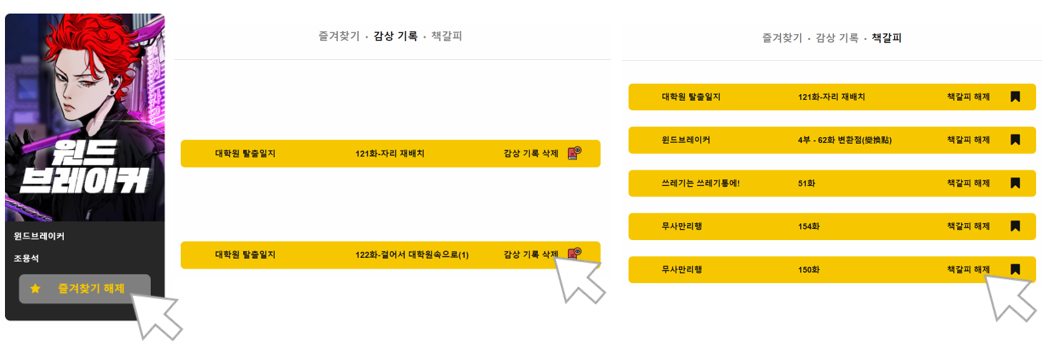 윈드
브레이커
윈드브레이커
조용석
즐겨찾기 해제
즐겨찾기 · 감상 기록 · 책갈피
대학원 탈출일지 121화-자리 재배치 감상 기록 삭제
대학원 탈출일지 122화-걸어서 대학원속으로(1) 감상 기록 삭제
즐겨찾기 · 감상 기록 · 책갈피
대학원 탈출일지 121화-자리 재배치 책갈피 해제
윈드브레이커 4부 - 62화 변환점(變換點) 책갈피 해제
쓰레기는 쓰레기통에! 51화 책갈피 해제
무사만리행 154화 책갈피 해제
무사만리행 150화 책갈피 해제